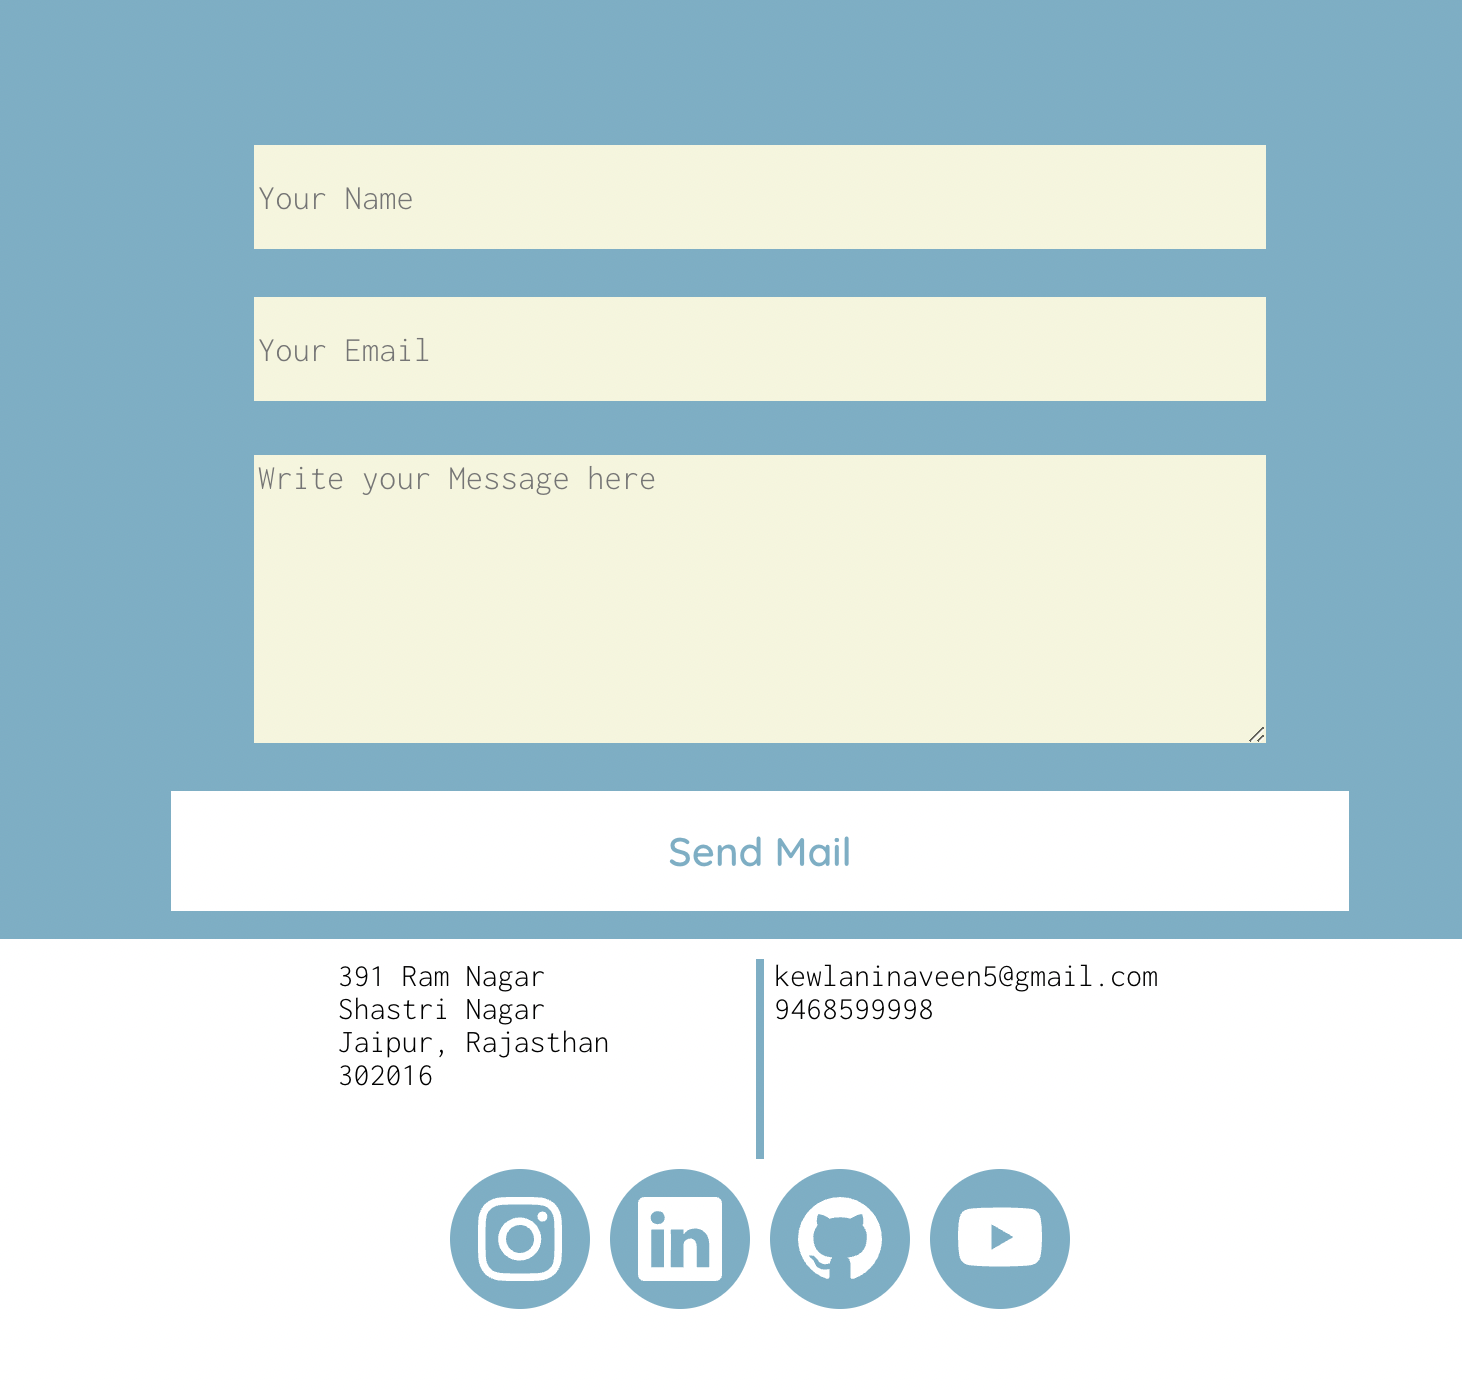 Your Name
Your Email
Write your Message here
Send Mail
391 Ram Nagar
Shastri Nagar
Jaipur, Rajasthan
302016
kewlaninaveen5@gmail.com
9468599998
in